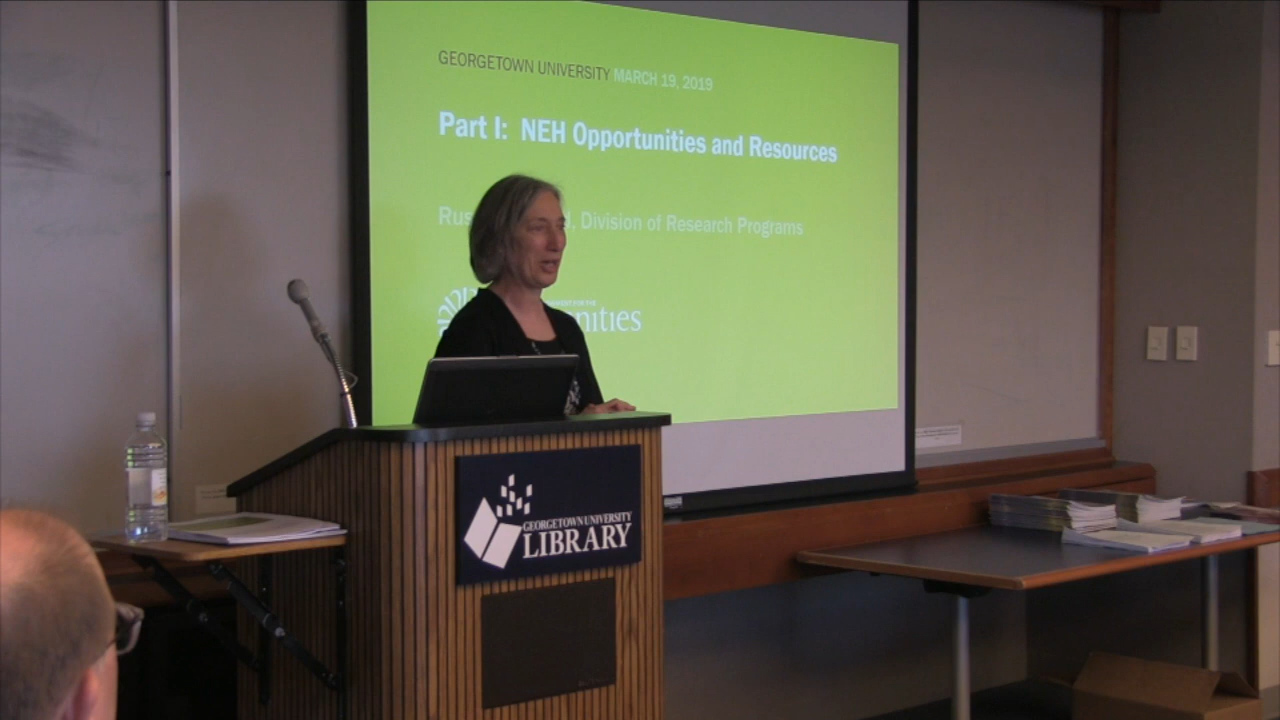 GEORGETOWN UNIVERSITY MARCH 19, 2019
Part I: NEH Opportunities and Resources
Division of Research Programs
GEORGETOWN UNIVERSITY
LIBRARY